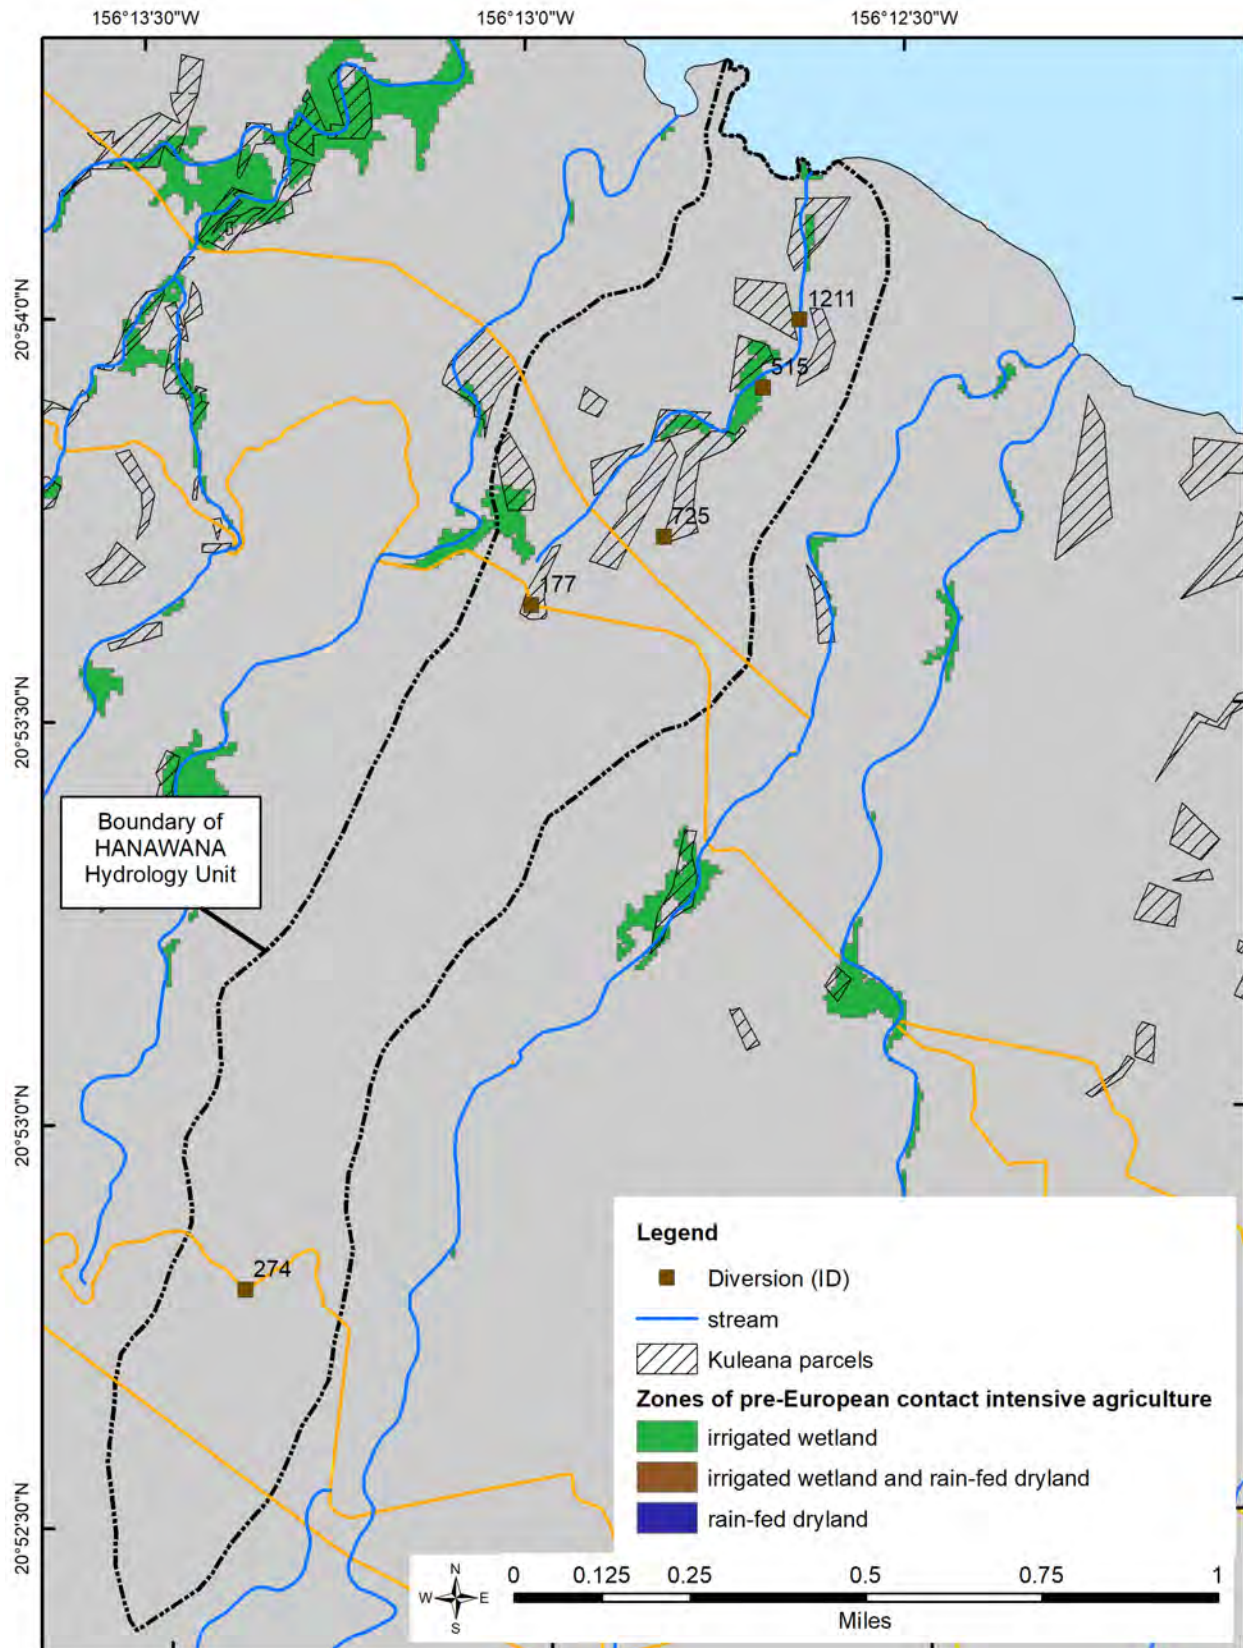 156°13'30"W
156°13'0"W
156°12'30"W
20°54'0"N
20°53'30"N
20°53'0"N
20°52'30"N
1211
515
725
177
Boundary of
HANAWANA
Hydrology Unit
274
Legend
Diversion (ID)
stream
Kuleana parcels
Zones of pre-European contact intensive agriculture
irrigated wetland
irrigated wetland and rain-fed dryland
rain-fed dryland
N
W E
S
0 0.125 0.25 0.5 0.75 1
Miles